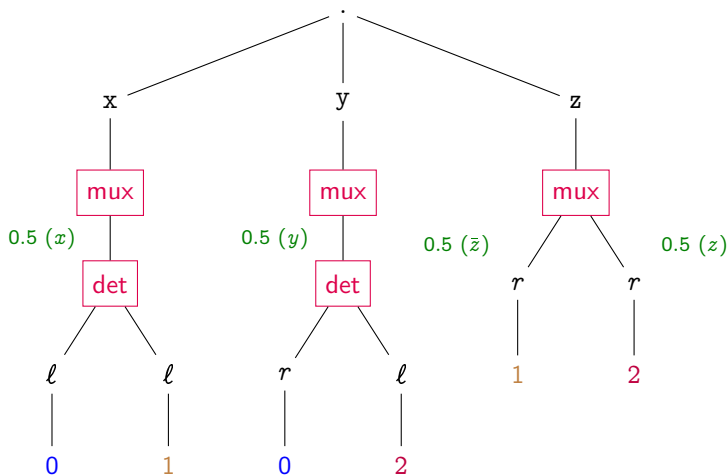 .
x y z
mux mux mux
0.5 (x) 0.5 (y) 0.5 (z̄) 0.5 (z)
det det r r
ℓ ℓ r ℓ 1 2
0 1 0 2